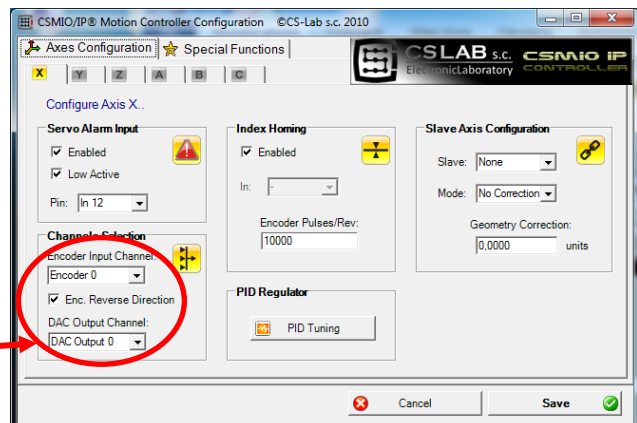 CSMIO/IP® Motion Controller Configuration ©CS-Lab s.c. 2010
Axes Configuration Special Functions
CSLAB s.c.
ElectronicLaboratory
CSMIO IP
CONTROLLER
X Y Z A B C
Configure Axis X..
Servo Alarm Input
Enabled
Low Active
Pin: In 12
Channels Selection
Encoder Input Channel:
Encoder 0
Enc. Reverse Direction
DAC Output Channel:
DAC Output 0
Index Homing
Enabled
In: -
Encoder Pulses/Rev:
10000
PID Regulator
PID Tuning
Slave Axis Configuration
Slave: None
Mode: No Correction
Geometry Correction:
0,0000 units
Cancel
Save